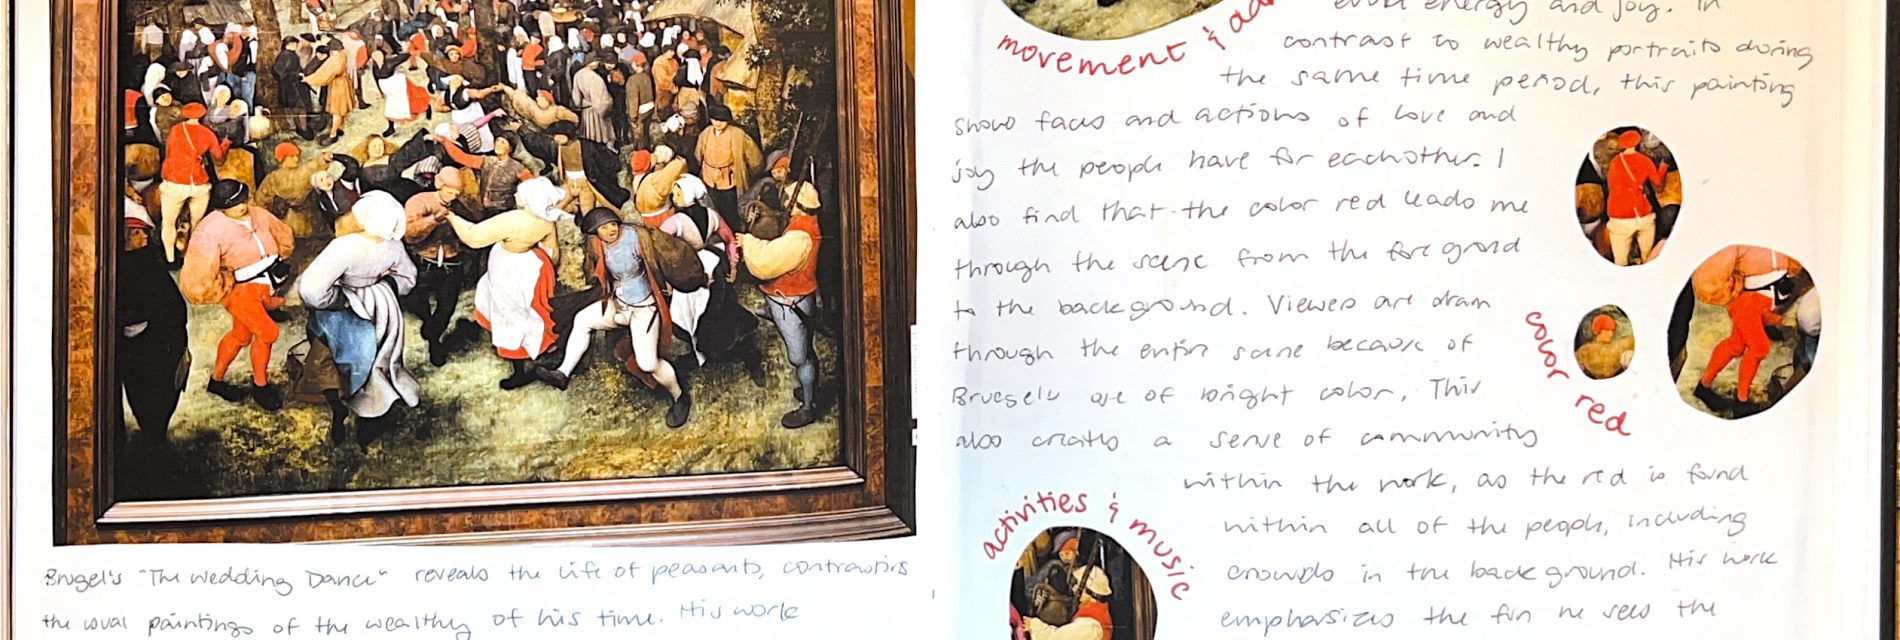 Brugel's "The Wedding Dance" reveals the life of peasants, contrasting
the usual paintings of the wealthy of his time. His work
movement &
energy and joy. In
contrast to wealthy portraits during
the same time period, this painting
shows faces and actions of love and
joy the people have for eachother. I
also find that the color red leads me
through the scene from the foreground
to the background. Viewers are drawn
through the entire scene because of
Bruegels use of bright color. This
also creates a sense of community
within the work, as the red is found
within all of the people, including
crowds in the background. His work
emphasizes the fun he sees the
color red
activities & music